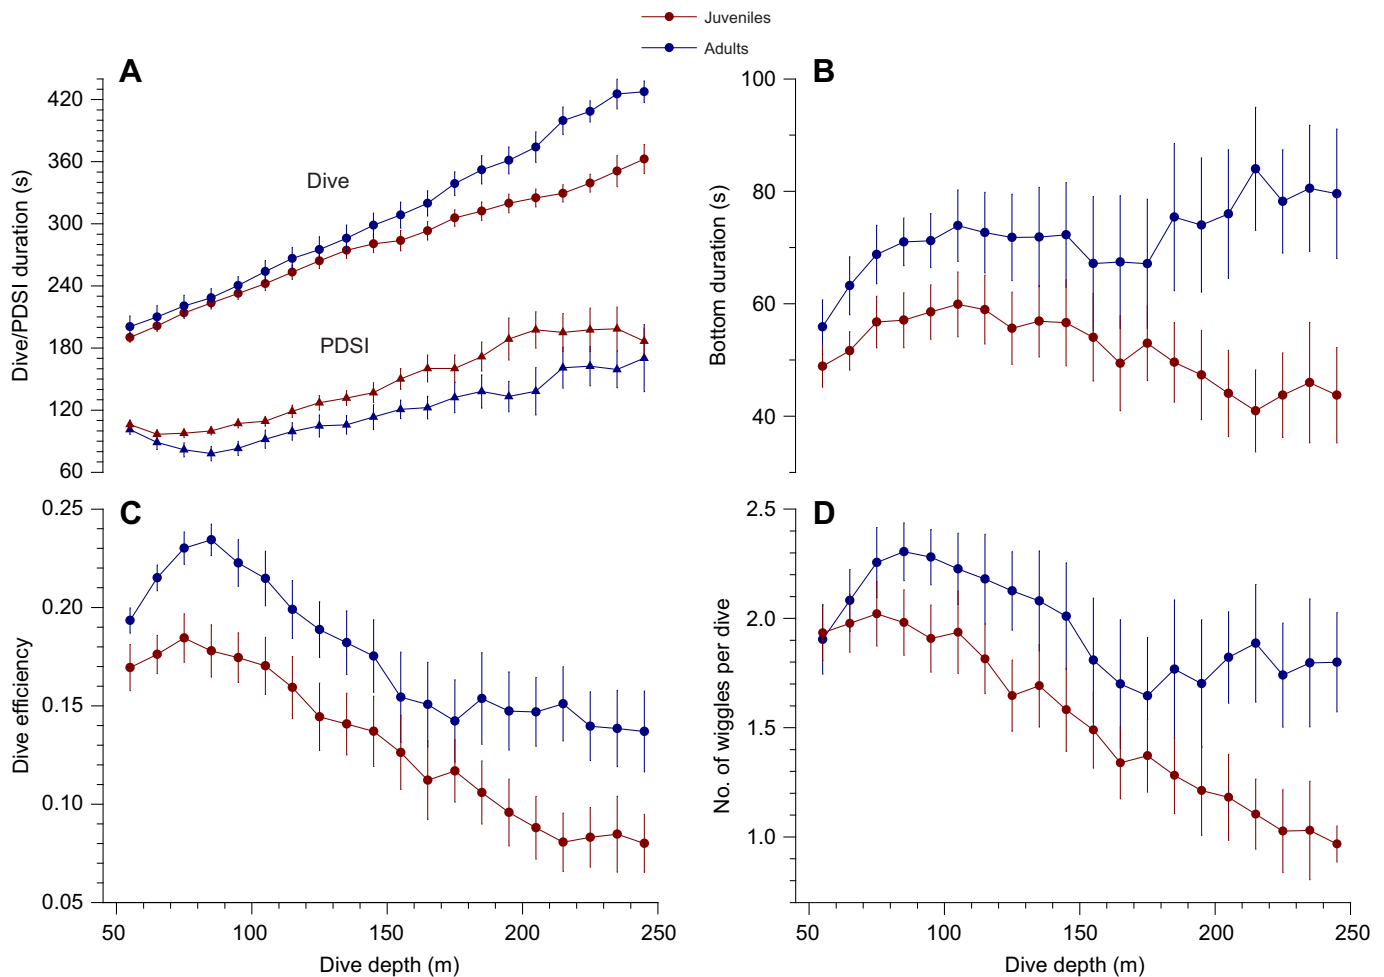 Juveniles
Adults
A
420
360
300
240
180
120
60
Dive/PDSI duration (s)
Dive
PDSI
B
100
80
60
40
Bottom duration (s)
C
0.25
0.20
0.15
0.10
0.05
Dive efficiency
50
100
150
200
250
Dive depth (m)
D
2.5
2.0
1.5
1.0
No. of wiggles per dive
50
100
150
200
250
Dive depth (m)